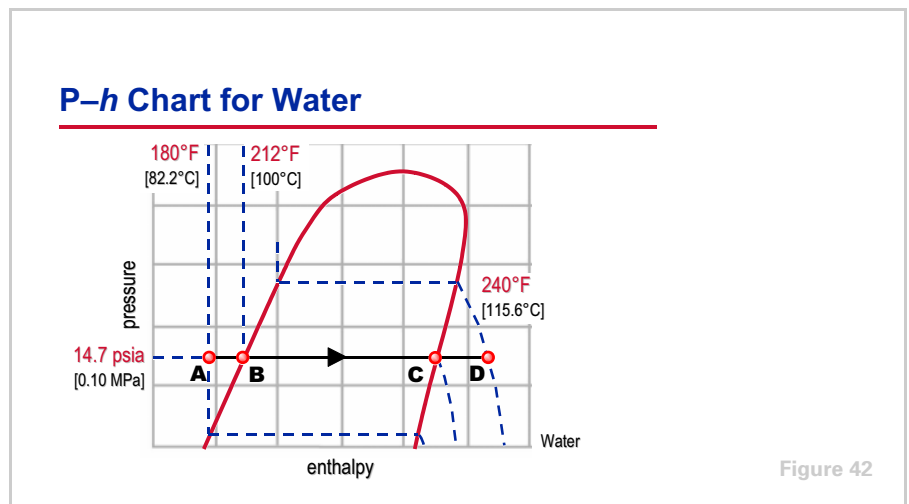 P–h Chart for Water
180°F
[82.2°C]
212°F
[100°C]
pressure
240°F
[115.6°C]
14.7 psia
[0.10 MPa]
A
B
C
D
Water
enthalpy
Figure 42